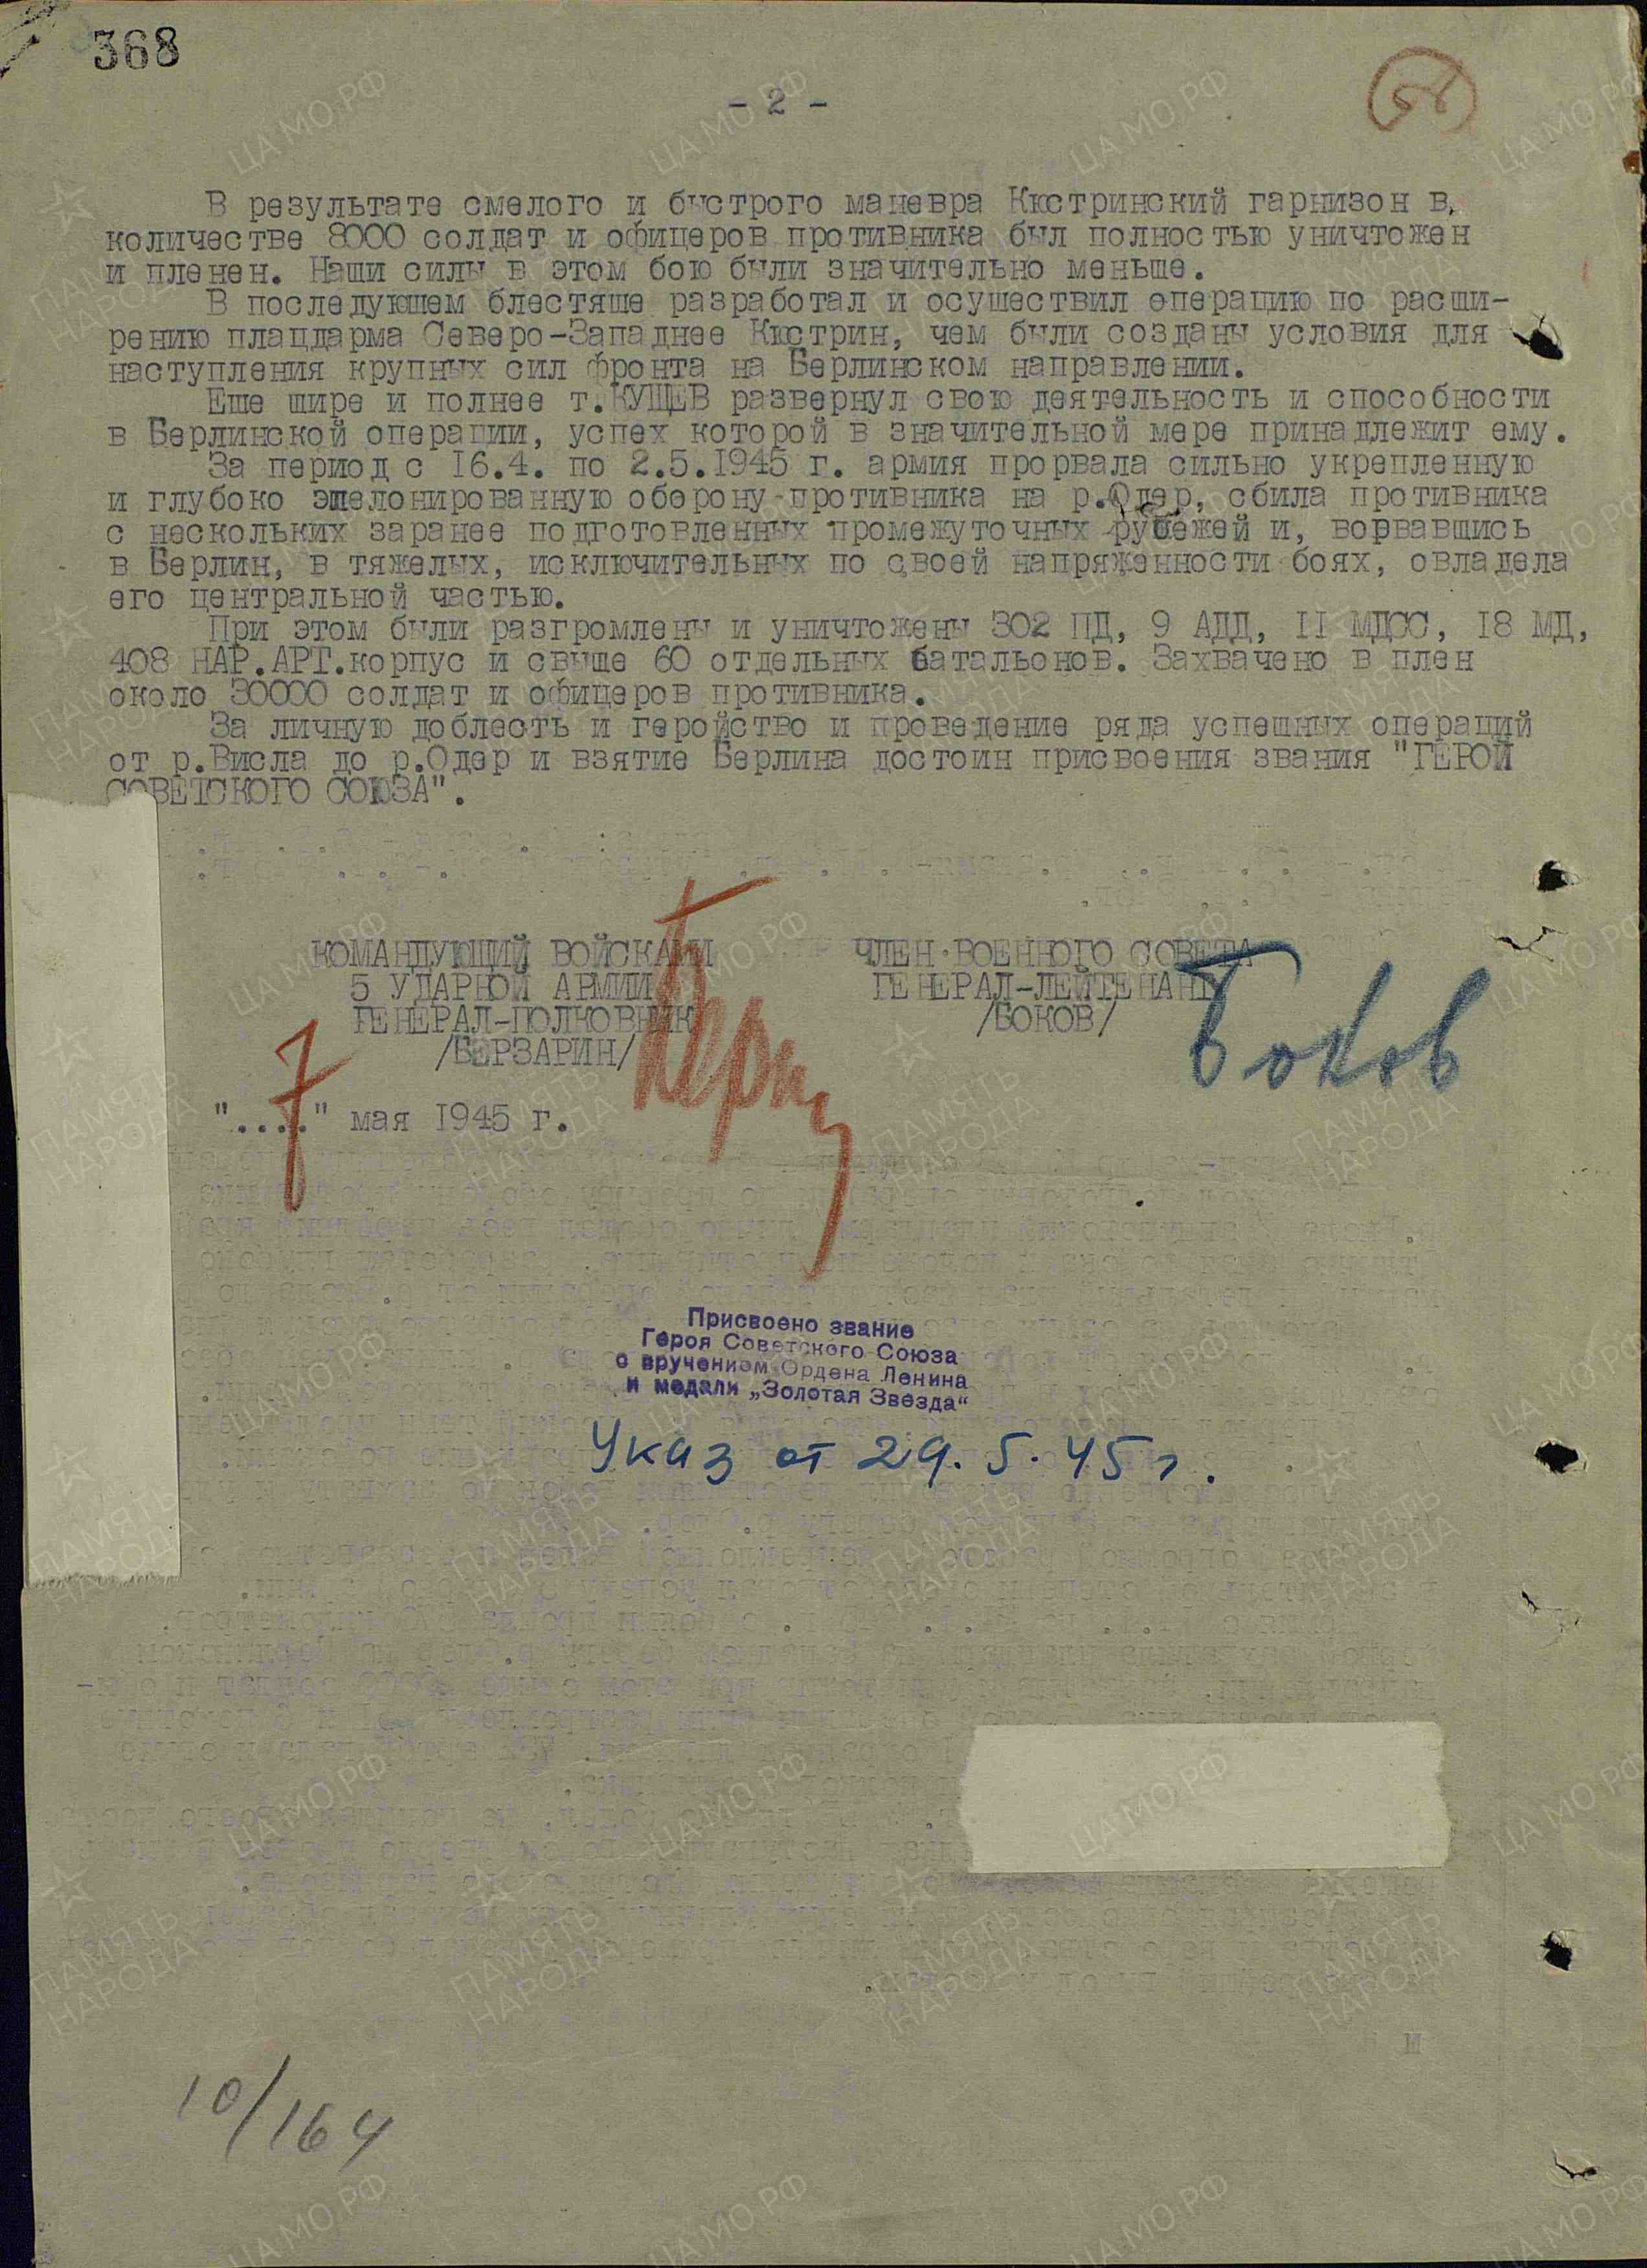 368
56
- 2 -
В результате смелого и быстрого маневра Кюстринский гарнизон в
количестве 8000 солдат и офицеров противника был полностью уничтожен
и пленен. Наши силы в этом бою были значительно меньше.
В последующем блестяше разработал и осуществил операцию по расши-
рению плацдарма Северо-Западнее Кюстрин, чем были созданы условия для
наступления крупных сил фронта на Берлинском направлении.
Еше шире и полнее т.КУЩЕВ развернул свою деятельность и способности
в Берлинской операции, успех которой в значительной мере принадлежит ему.
За период с 16.4. по 2.5.1945 г. армия прорвала сильно укрепленную
и глубоко эшелонированную оборону противника на р.Одер, сбила противника
с нескольких заранее подготовленных промежуточных рубежей и, ворвавшись
в Берлин, в тяжелых, исключительных по своей напряженности боях, овладела
его центральной частью.
При этом были разгромлены и уничтожены 302 ПД, 9 АДД, II МДСС, 18 МД,
408 НАР.АРТ.корпус и свыше 60 отдельных батальонов. Захвачено в плен
около 30000 солдат и офицеров противника.
За личную доблесть и геройство и проведение ряда успешных операций
от р.Висла до р.Одер и взятие Берлина достоин присвоения звания "ГЕРОЙ
СОВЕТСКОГО СОЮЗА".
КОМАНДУЮЩИЙ ВОЙСКАМИ
5 УДАРНОЙ АРМИИ
ГЕНЕРАЛ-ПОЛКОВНИК
/БЕРЗАРИН/
ЧЛЕН ВОЕННОГО СОВЕТА
ГЕНЕРАЛ-ЛЕЙТЕНАНТ
/БОКОВ/
Боков
"..7.." мая 1945 г.
Присвоено звание
Героя Советского Союза
с вручением Ордена Ленина
и медали „Золотая Звезда“
Указ от 29.5.45 г.
10/164